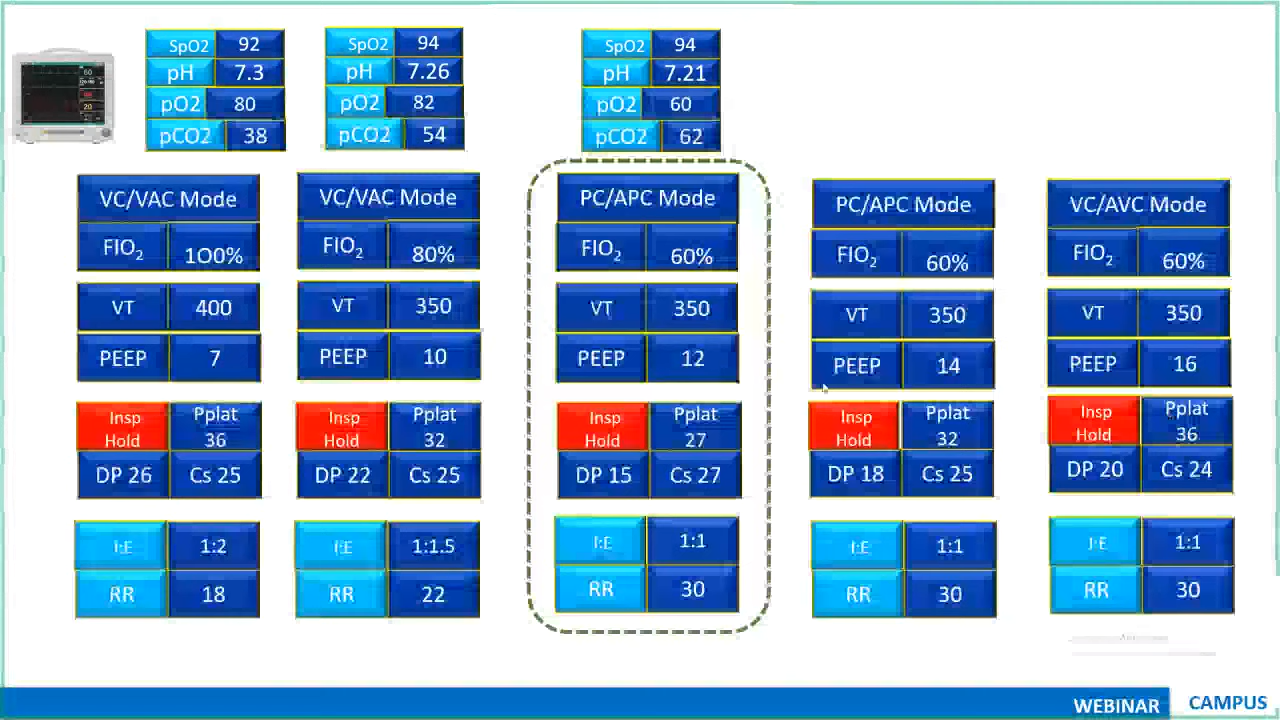 SpO2 92
pH 7.3
pO2 80
pCO2 38
SpO2 94
pH 7.26
pO2 82
pCO2 54
SpO2 94
pH 7.21
pO2 60
pCO2 62
VC/VAC Mode
FIO2 100%
VT 400
PEEP 7
Insp Hold
Pplat 36
DP 26 Cs 25
I:E 1:2
RR 18
VC/VAC Mode
FIO2 80%
VT 350
PEEP 10
Insp Hold
Pplat 32
DP 22 Cs 25
I:E 1:1.5
RR 22
PC/APC Mode
FIO2 60%
VT 350
PEEP 12
Insp Hold
Pplat 27
DP 15 Cs 27
I:E 1:1
RR 30
PC/APC Mode
FIO2 60%
VT 350
PEEP 14
Insp Hold
Pplat 32
DP 18 Cs 25
I:E 1:1
RR 30
VC/AVC Mode
FIO2 60%
VT 350
PEEP 16
Insp Hold
Pplat 36
DP 20 Cs 24
I:E 1:1
RR 30
WEBINAR CAMPUS